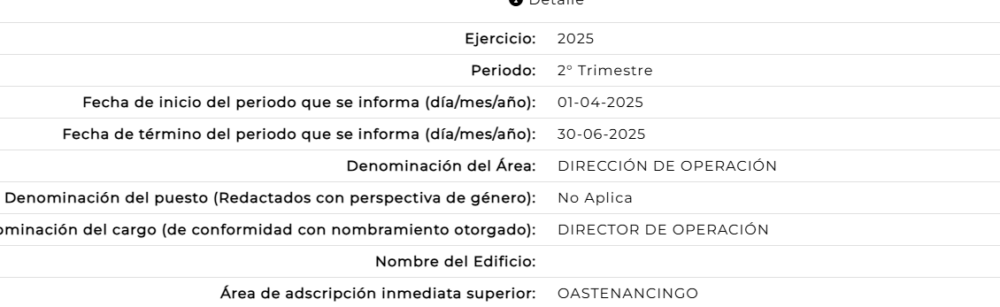 Detalle
Ejercicio: 2025
Periodo: 2° Trimestre
Fecha de inicio del periodo que se informa (día/mes/año): 01-04-2025
Fecha de término del periodo que se informa (día/mes/año): 30-06-2025
Denominación del Área: DIRECCIÓN DE OPERACIÓN
Denominación del puesto (Redactados con perspectiva de género): No Aplica
ominación del cargo (de conformidad con nombramiento otorgado): DIRECTOR DE OPERACIÓN
Nombre del Edificio:
Área de adscripción inmediata superior: OASTENANCINGO